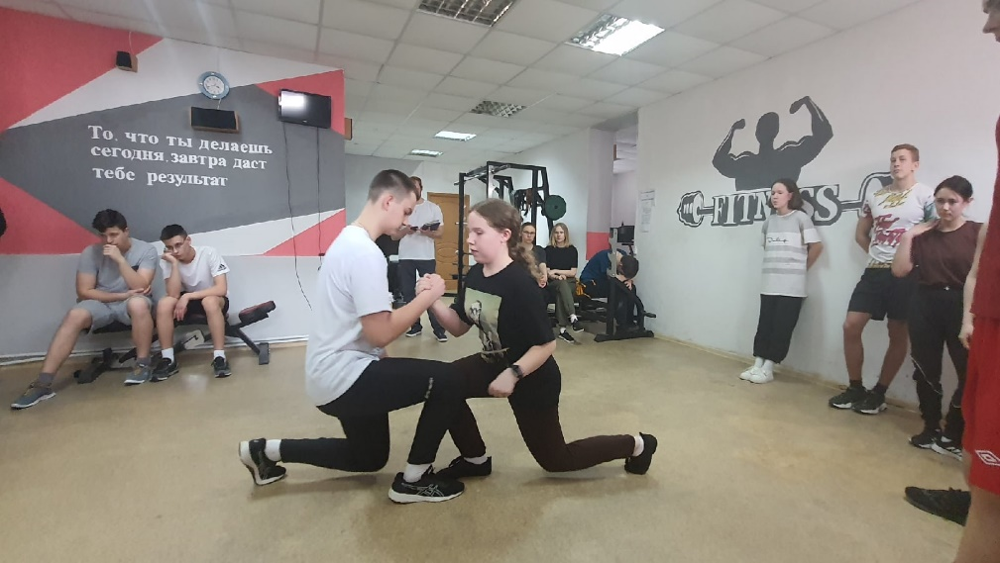 То, что ты делаешь
сегодня, завтра даст
тебе результат
FITNESS